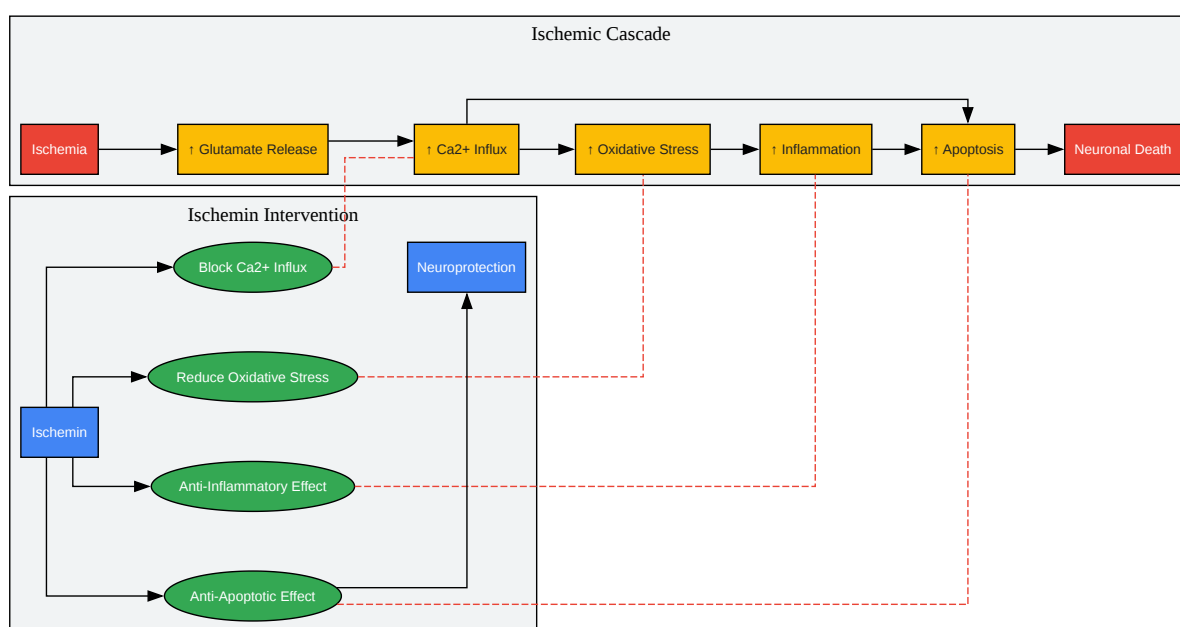 Ischemic Cascade
Ischemia
↑ Glutamate Release
↑ Ca2+ Influx
↑ Oxidative Stress
↑ Inflammation
↑ Apoptosis
Neuronal Death
Ischemin Intervention
Block Ca2+ Influx
Neuroprotection
Reduce Oxidative Stress
Ischemin
Anti-Inflammatory Effect
Anti-Apoptotic Effect